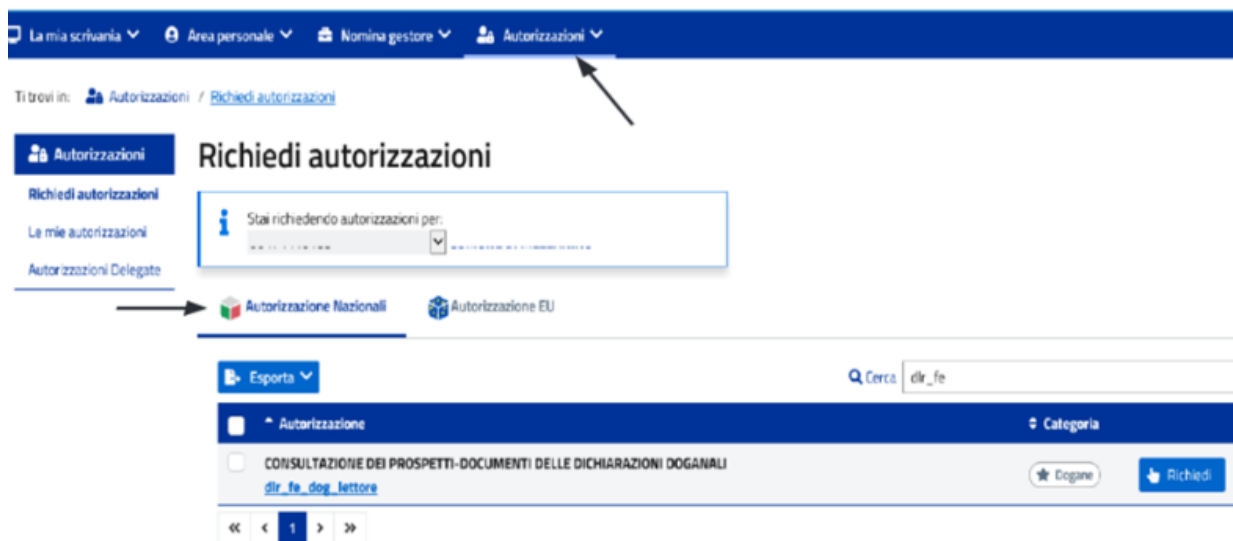 La mia scrivania Area personale Nomina gestore Autorizzazioni
Ti trovi in: Autorizzazioni / Richiedi autorizzazioni
Autorizzazioni
Richiedi autorizzazioni
Le mie autorizzazioni
Autorizzazioni Delegate
Richiedi autorizzazioni
Stai richiedendo autorizzazioni per:
Autorizzazione Nazionali Autorizzazione EU
Esporta Cerca dlr_fe
Autorizzazione Categoria
CONSULTAZIONE DEI PROSPETTI-DOCUMENTI DELLE DICHIARAZIONI DOGANALI
dlr_fe_dog_lettore Dogane Richiedi
« < 1 > »